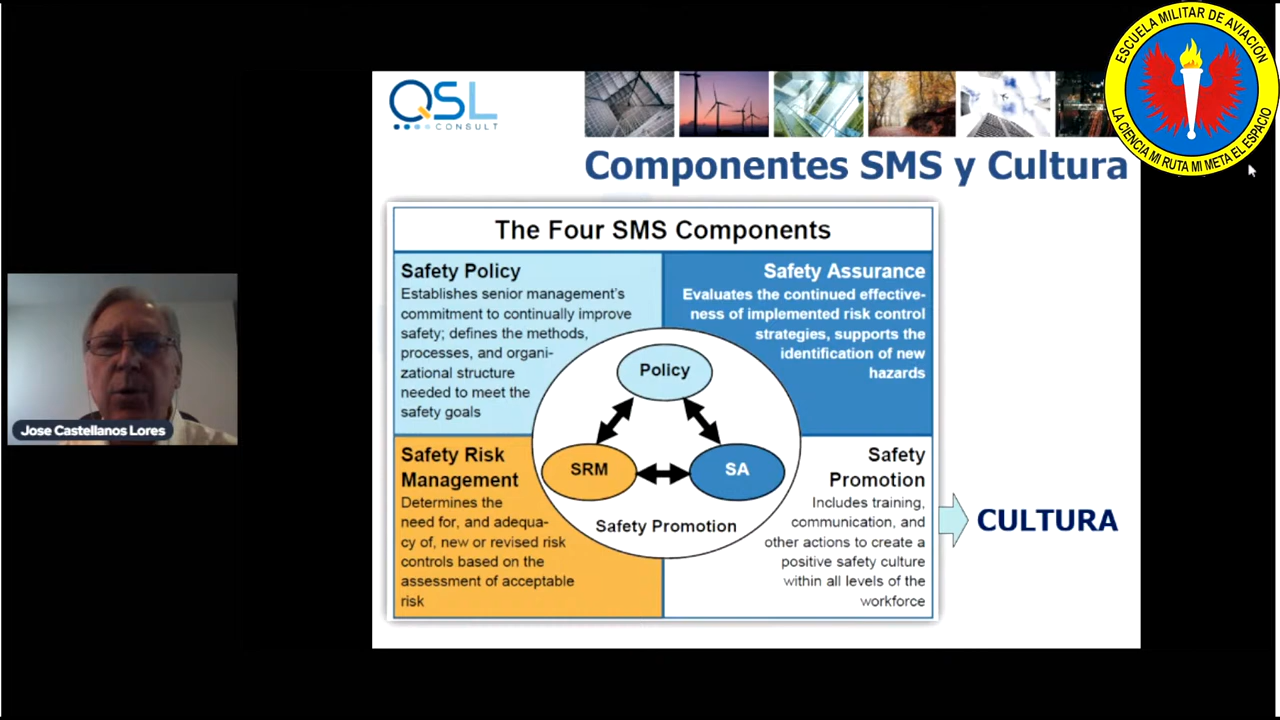 QSL
CONSULT
ESCUELA MILITAR DE AVIACIÓN
LA CIENCIA MI RUTA MI META EL ESPACIO
Componentes SMS y Cultura
The Four SMS Components
Safety Policy
Establishes senior management's
commitment to continually improve
safety; defines the methods,
processes, and organi-
zational structure
needed to meet the
safety goals
Safety Assurance
Evaluates the continued effective-
ness of implemented risk control
strategies, supports the
identification of new
hazards
Policy
SRM
SA
Safety Promotion
Safety Risk
Management
Determines the
need for, and adequa-
cy of, new or revised risk
controls based on the
assessment of acceptable
risk
Safety
Promotion
Includes training,
communication, and
other actions to create a
positive safety culture
within all levels of the
workforce
CULTURA
Jose Castellanos Lores